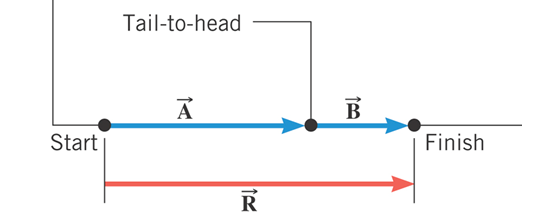 Tail-to-head
A⃗ B⃗
Start Finish
R⃗